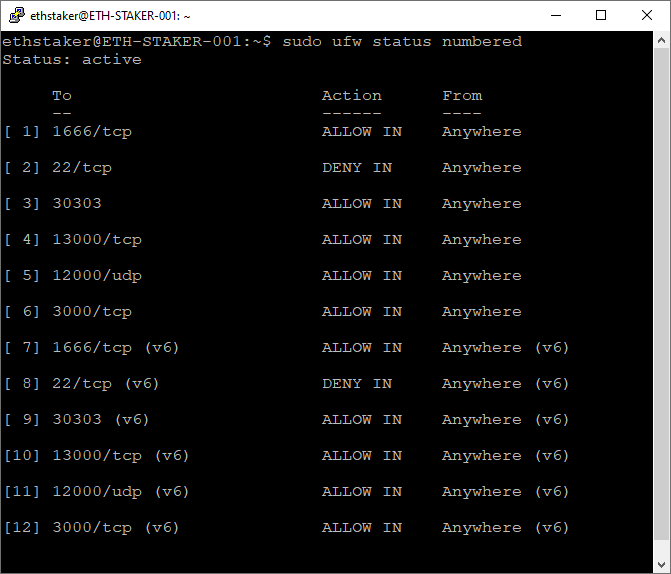 ethstaker@ETH-STAKER-001: ~
ethstaker@ETH-STAKER-001:~$ sudo ufw status numbered
Status: active
     To                         Action      From
     --                         ------      ----
[ 1] 1666/tcp                   ALLOW IN    Anywhere
[ 2] 22/tcp                     DENY IN     Anywhere
[ 3] 30303                      ALLOW IN    Anywhere
[ 4] 13000/tcp                  ALLOW IN    Anywhere
[ 5] 12000/udp                  ALLOW IN    Anywhere
[ 6] 3000/tcp                   ALLOW IN    Anywhere
[ 7] 1666/tcp (v6)              ALLOW IN    Anywhere (v6)
[ 8] 22/tcp (v6)                DENY IN     Anywhere (v6)
[ 9] 30303 (v6)                 ALLOW IN    Anywhere (v6)
[10] 13000/tcp (v6)             ALLOW IN    Anywhere (v6)
[11] 12000/udp (v6)             ALLOW IN    Anywhere (v6)
[12] 3000/tcp (v6)              ALLOW IN    Anywhere (v6)